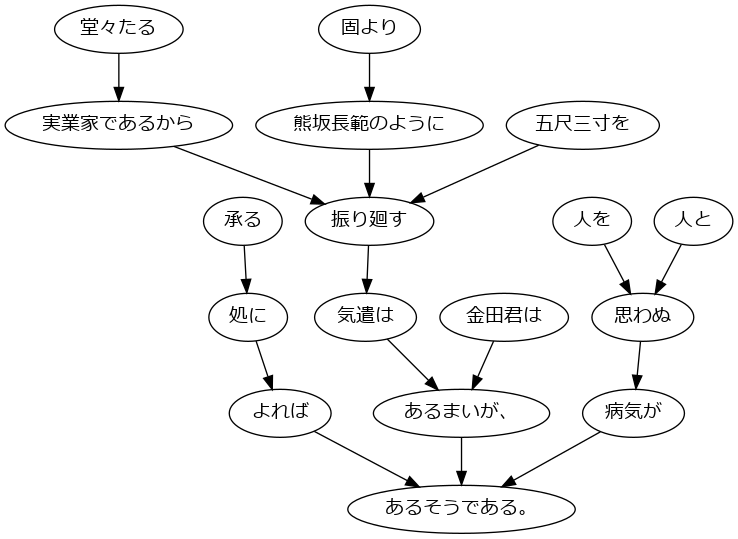 堂々たる
固より
実業家であるから
熊坂長範のように
五尺三寸を
承る
振り廻す
人を
人と
処に
気遣は
金田君は
思わぬ
よれば
あるまいが、
病気が
あるそうである。